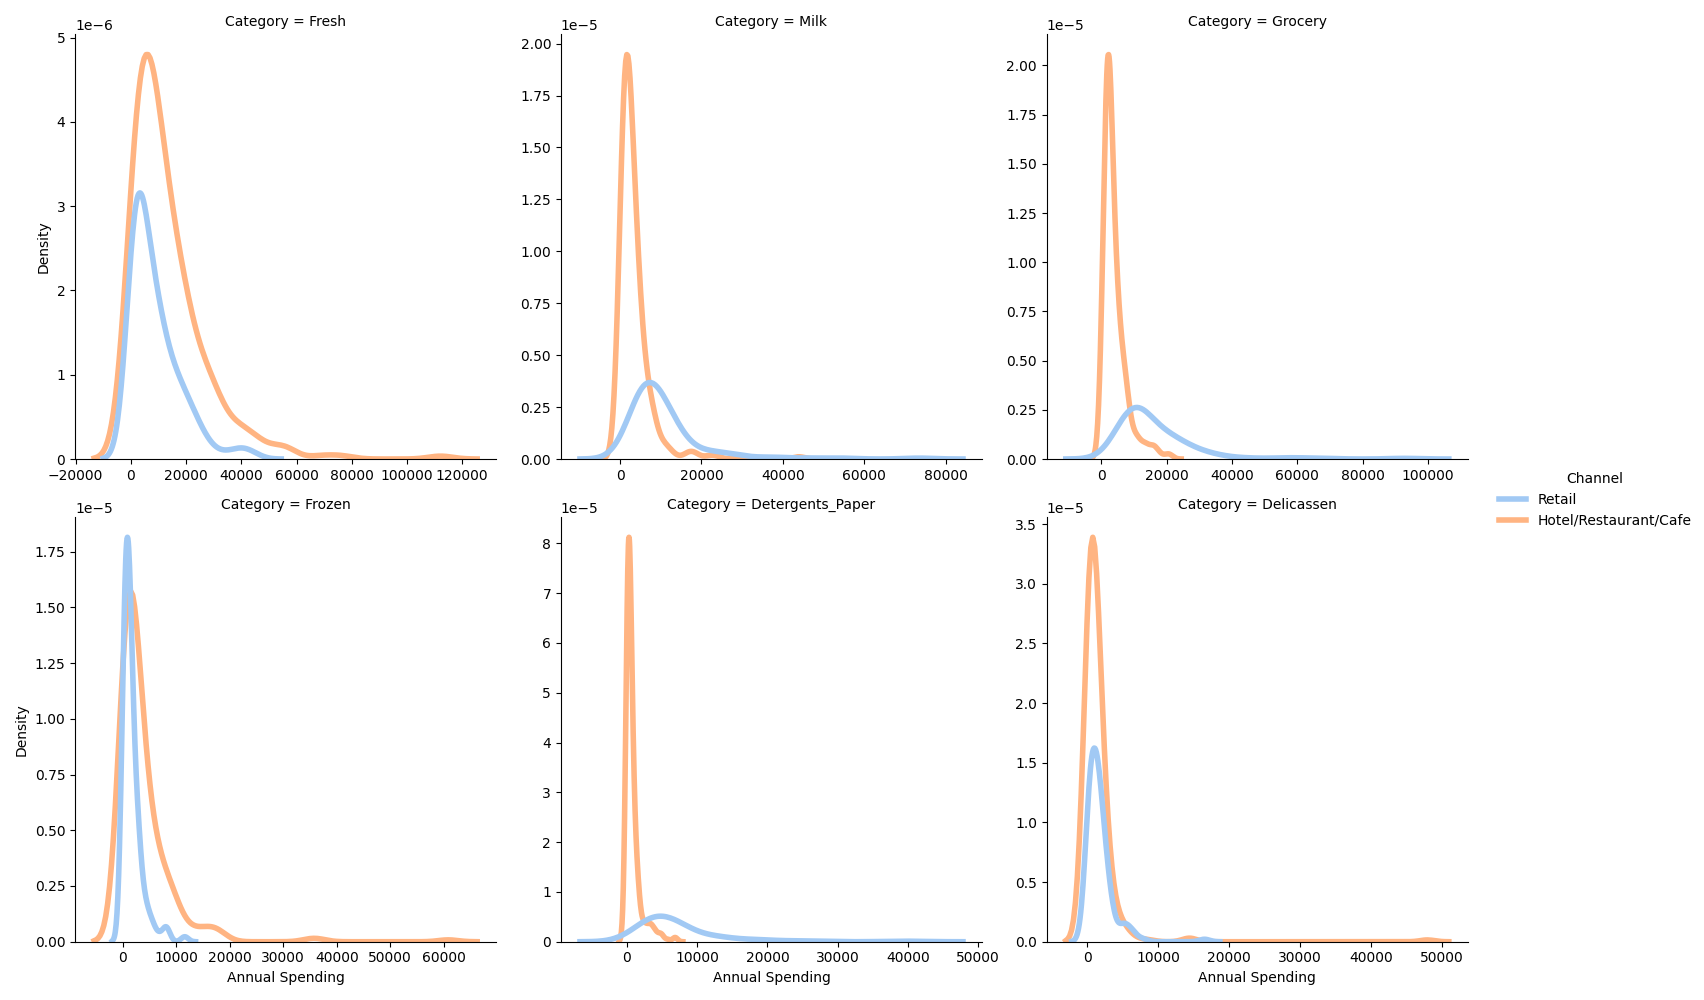 Category = Fresh
1e−6
Density
5
4
3
2
1
0
−20000 0 20000 40000 60000 80000 100000 120000
Category = Milk
1e−5
2.00
1.75
1.50
1.25
1.00
0.75
0.50
0.25
0.00
0 20000 40000 60000 80000
Category = Grocery
1e−5
2.00
1.75
1.50
1.25
1.00
0.75
0.50
0.25
0.00
0 20000 40000 60000 80000 100000
Channel
Retail
Hotel/Restaurant/Cafe
Category = Frozen
1e−5
Density
1.75
1.50
1.25
1.00
0.75
0.50
0.25
0.00
0 10000 20000 30000 40000 50000 60000
Annual Spending
Category = Detergents_Paper
1e−5
8
7
6
5
4
3
2
1
0
0 10000 20000 30000 40000 50000
Annual Spending
Category = Delicassen
1e−5
3.5
3.0
2.5
2.0
1.5
1.0
0.5
0.0
0 10000 20000 30000 40000 50000
Annual Spending